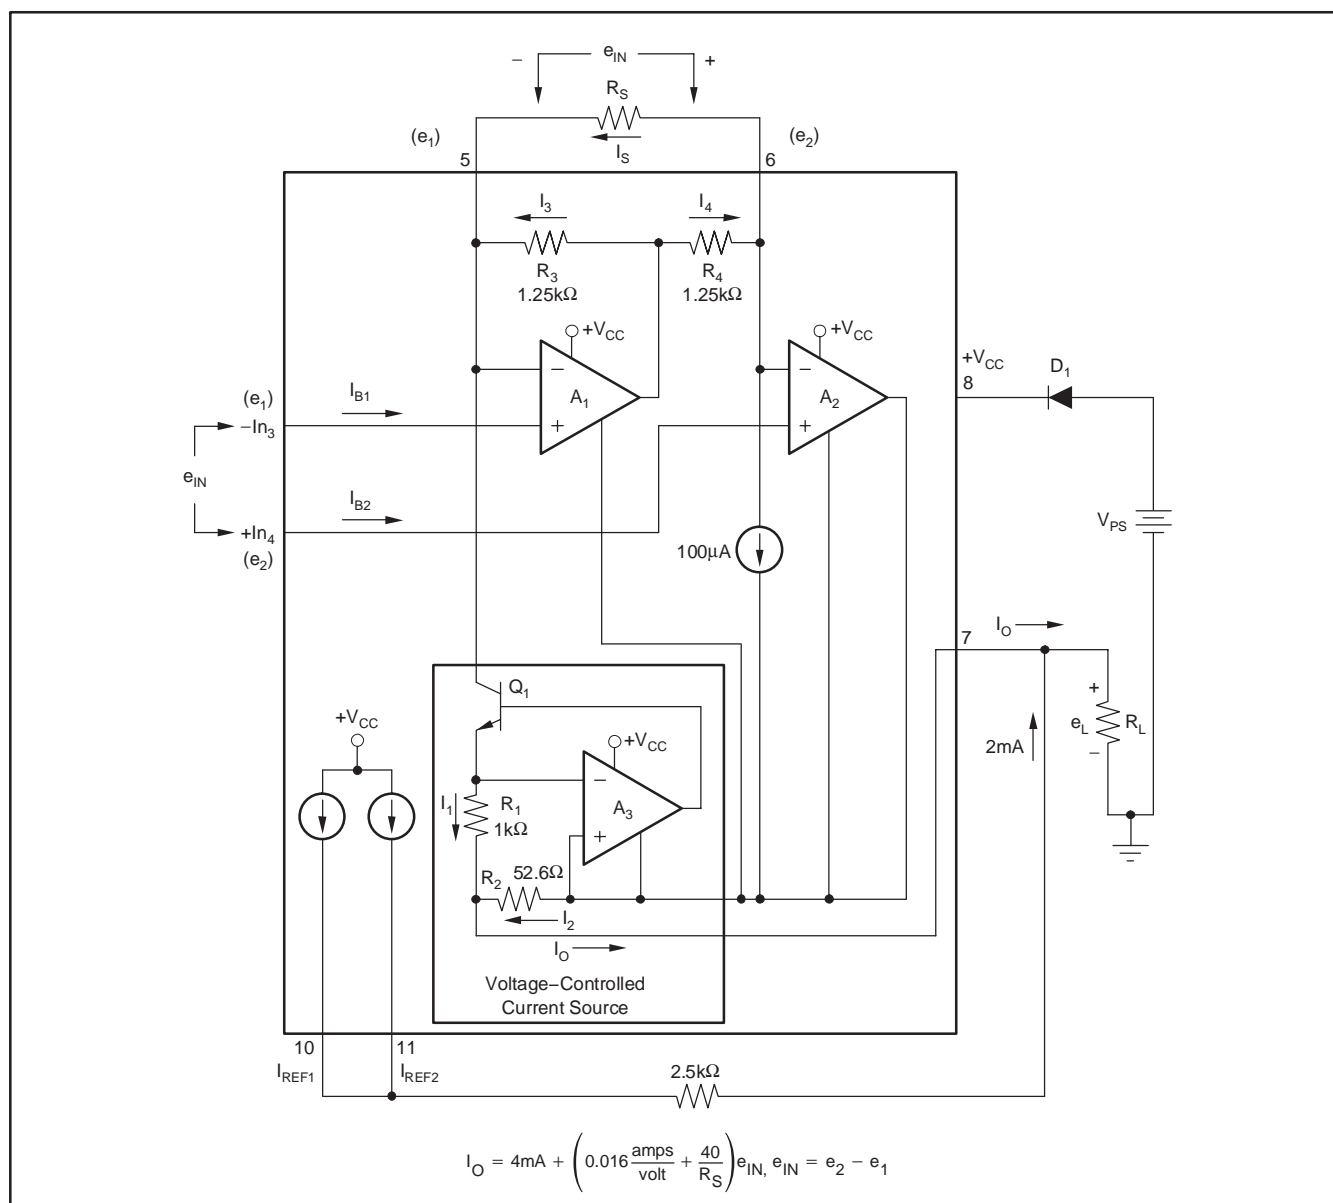 − e_IN +
R_S
(e_1) I_S (e_2)
5 6
I_3 I_4
R_3 R_4
1.25kΩ 1.25kΩ
+V_CC +V_CC
− −
A_1 A_2
+ +
+V_CC
8
D_1
(e_1)
−In_3
I_B1
e_IN
I_B2
+In_4
(e_2)
100μA
V_PS
I_O
7
+
e_L R_L
−
2mA
Q_1
+V_CC
+V_CC
−
A_3
+
I_1 R_1
1kΩ
R_2 52.6Ω
I_2
I_O
Voltage−Controlled
Current Source
10 11
I_REF1 I_REF2
2.5kΩ
I_O = 4mA + (0.016 amps/volt + 40/R_S) e_IN, e_IN = e_2 − e_1